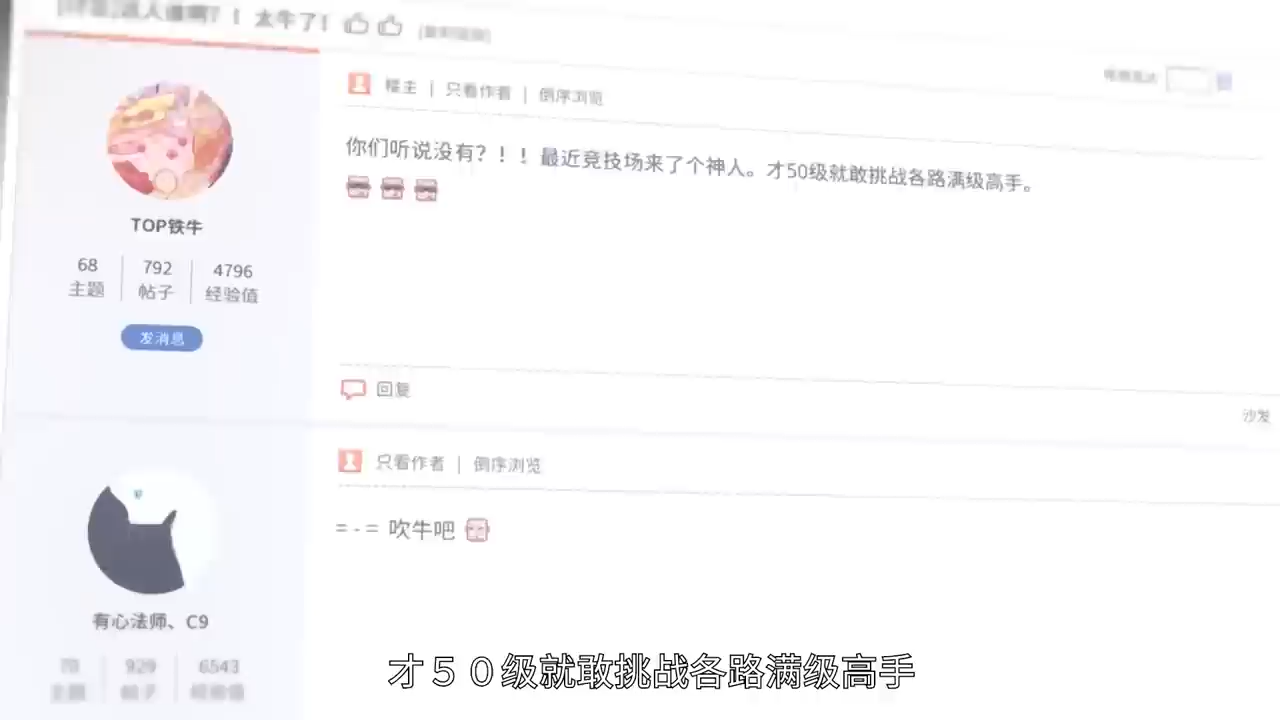 太牛了！
楼主 | 只看作者 | 倒序浏览
你们听说没有？！！最近竞技场来了个神人。才50级就敢挑战各路满级高手。
TOP铁牛
68 792 4796
主题 帖子 经验值
发消息
回复
沙发
只看作者 | 倒序浏览
=-= 吹牛吧
有心法师、C9
929 6543
才５０级就敢挑战各路满级高手